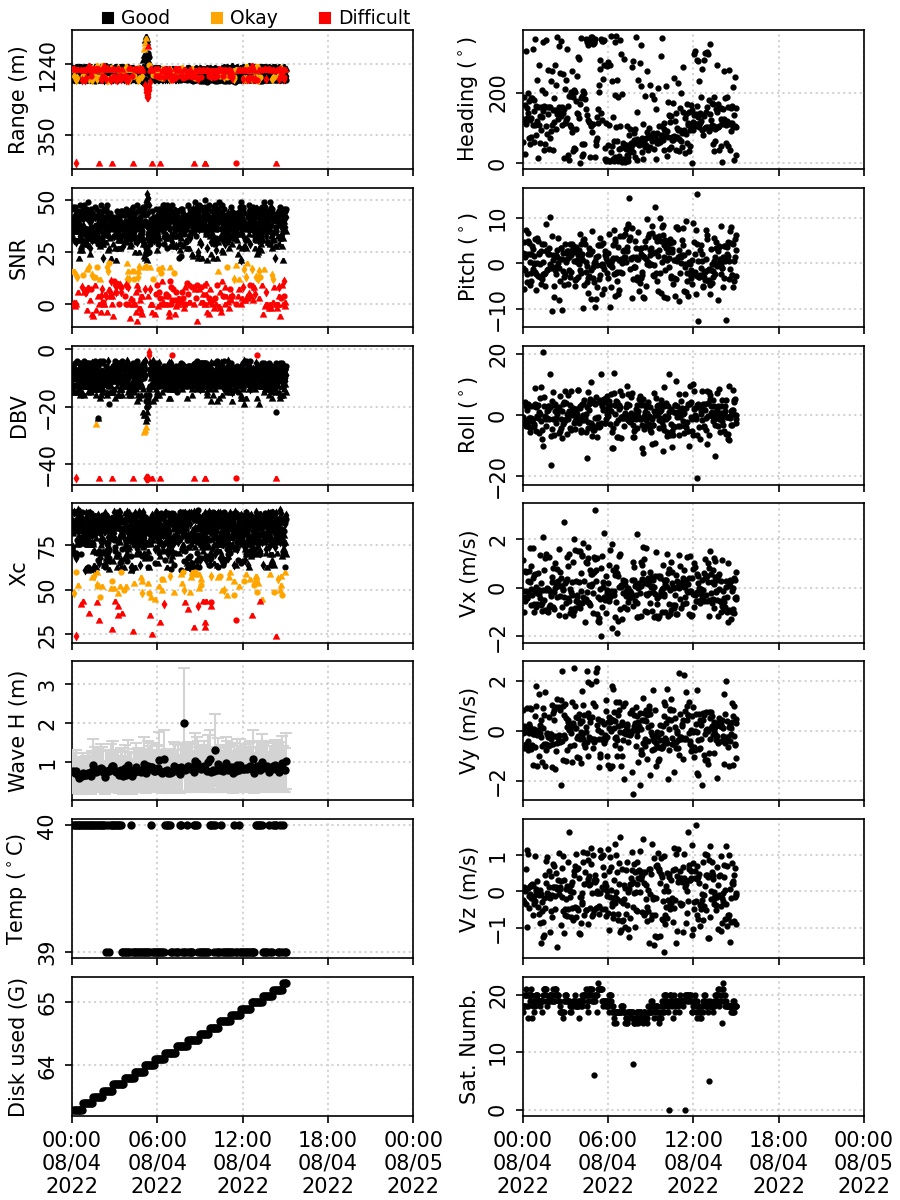 Good Okay Difficult
Range (m)
1240
350
Heading (°)
200
0
SNR
50
25
0
Pitch (°)
10
0
−10
DBV
0
−20
−40
Roll (°)
20
0
−20
Xc
75
50
25
Vx (m/s)
2
0
−2
Wave H (m)
3
2
1
Vy (m/s)
2
0
−2
Temp (°C)
40
39
Vz (m/s)
1
0
−1
Disk used (G)
65
64
Sat. Numb.
20
10
0
00:00 06:00 12:00 18:00 00:00
08/04 08/04 08/04 08/04 08/05
2022 2022 2022 2022 2022
00:00 06:00 12:00 18:00 00:00
08/04 08/04 08/04 08/04 08/05
2022 2022 2022 2022 2022